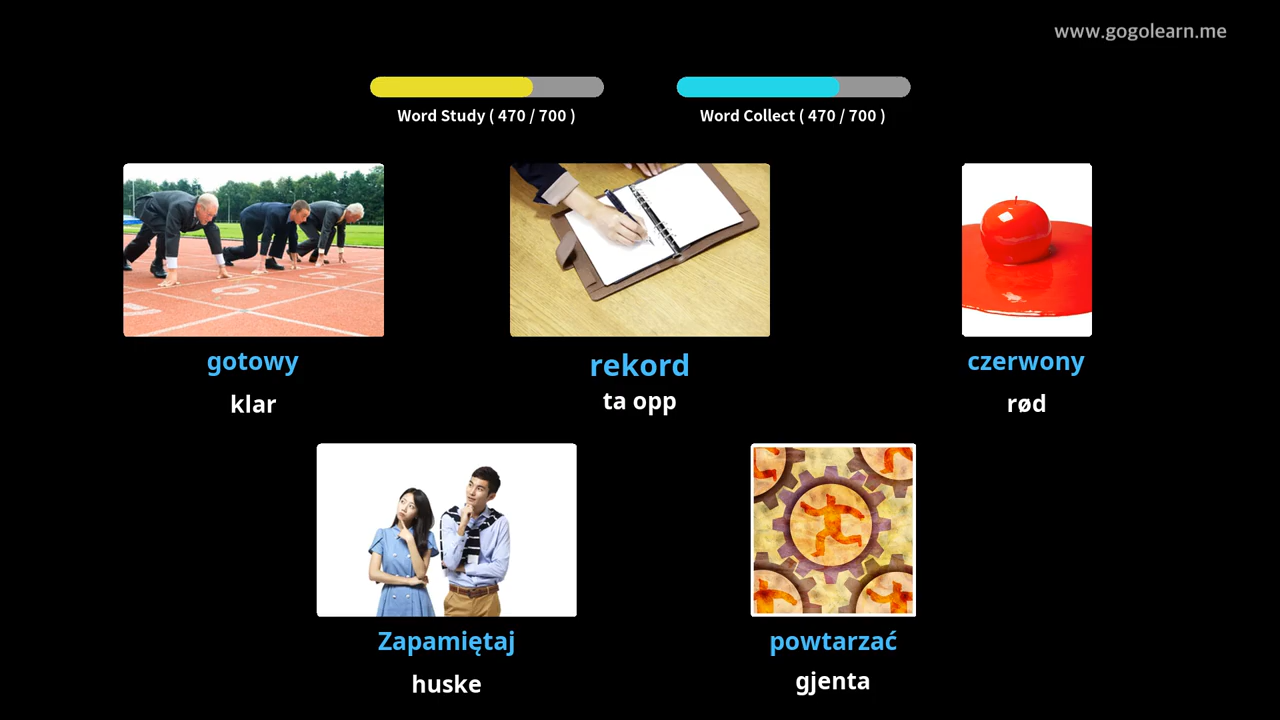 www.gogolearn.me
Word Study ( 470 / 700 )
Word Collect ( 470 / 700 )
gotowy
klar
rekord
ta opp
czerwony
rød
Zapamiętaj
huske
powtarzać
gjenta